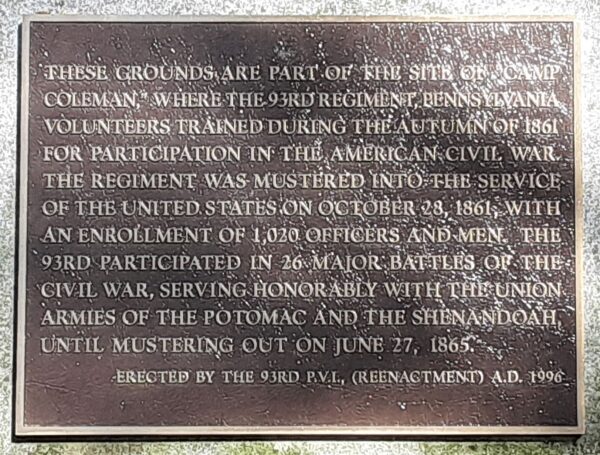 THESE GROUNDS ARE PART OF THE SITE OF "CAMP
COLEMAN," WHERE THE 93RD REGIMENT, PENNSYLVANIA
VOLUNTEERS TRAINED DURING THE AUTUMN OF 1861
FOR PARTICIPATION IN THE AMERICAN CIVIL WAR.
THE REGIMENT WAS MUSTERED INTO THE SERVICE
OF THE UNITED STATES ON OCTOBER 28, 1861, WITH
AN ENROLLMENT OF 1,020 OFFICERS AND MEN. THE
93RD PARTICIPATED IN 26 MAJOR BATTLES OF THE
CIVIL WAR, SERVING HONORABLY WITH THE UNION
ARMIES OF THE POTOMAC AND THE SHENANDOAH,
UNTIL MUSTERING OUT ON JUNE 27, 1865.
ERECTED BY THE 93RD P.V.I., (REENACTMENT) A.D. 1996